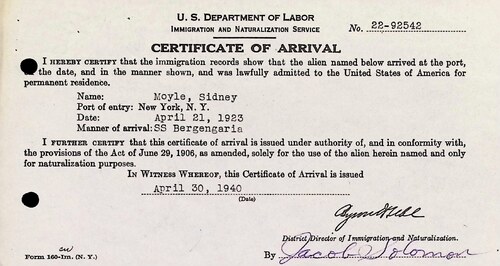 U. S. DEPARTMENT OF LABOR
IMMIGRATION AND NATURALIZATION SERVICE
No. 22-92542
CERTIFICATE OF ARRIVAL
I HEREBY CERTIFY that the immigration records show that the alien named below arrived at the port,
the date, and in the manner shown, and was lawfully admitted to the United States of America for
permanent residence.
Name: Moyle, Sidney
Port of entry: New York, N. Y.
Date: April 21, 1923
Manner of arrival: SS Bergengaria
I FURTHER CERTIFY that this certificate of arrival is issued under authority of, and in conformity with,
the provisions of the Act of June 29, 1906, as amended, solely for the use of the alien herein named and only
for naturalization purposes.
IN WITNESS WHEREOF, this Certificate of Arrival is issued
April 30, 1940
(Date)
District Director of Immigration and Naturalization.
Form 160-Im. (N. Y.)
By Jacob Solomon